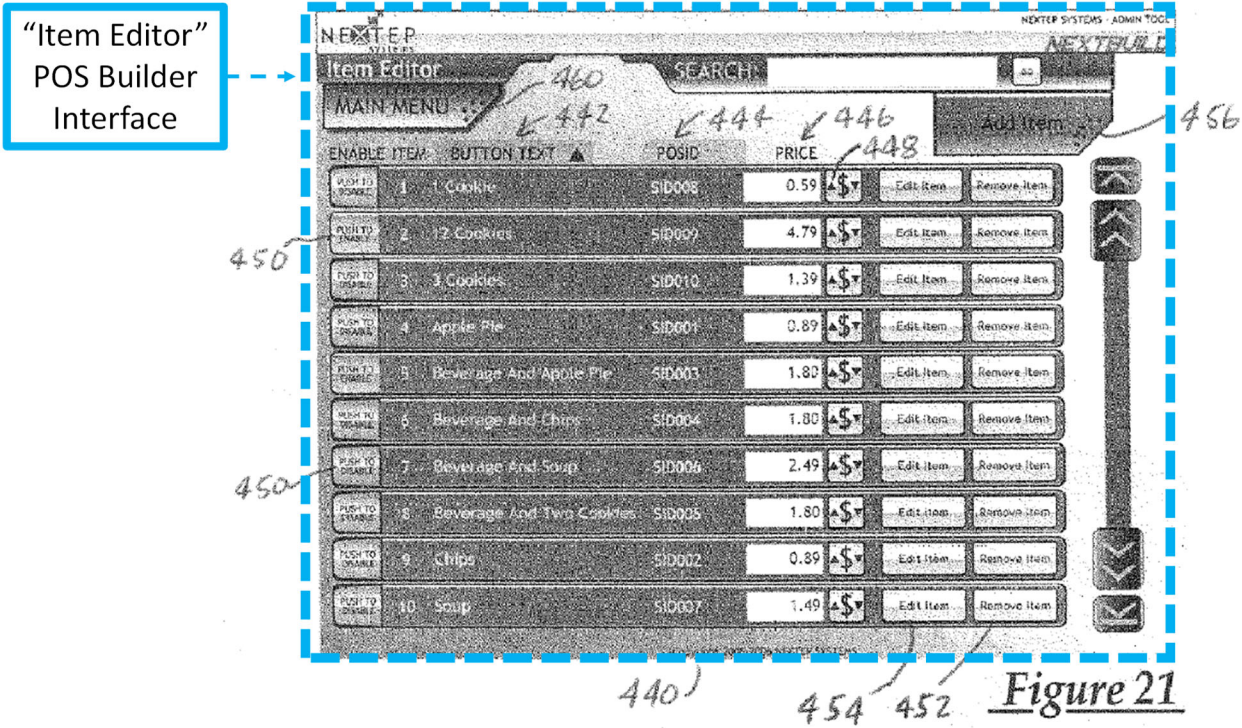 “Item Editor”
POS Builder
Interface
NEXTEP SYSTEMS - ADMIN TOOL
NEXTEP
SYSTEMS
NEXTBUILD
Item Editor
SEARCH:
MAIN MENU
460
442
444
446
448
Add Item
456
ENABLE ITEM BUTTON TEXT POSID PRICE
PUSH TO DISABLE 1 1 Cookie SID008 0.59 $ Edit Item Remove Item
PUSH TO ENABLE 2 12 Cookies SID009 4.79 $ Edit Item Remove Item
450
PUSH TO DISABLE 3 3 Cookies SID010 1.39 $ Edit Item Remove Item
PUSH TO DISABLE 4 Apple Pie SID001 0.89 $ Edit Item Remove Item
PUSH TO 5 Beverage And Apple Pie SID003 1.80 $ Edit Item Remove Item
PUSH TO DISABLE 6 Beverage And Chips SID004 1.80 $ Edit Item Remove Item
PUSH TO DISABLE 7 Beverage And Soup SID006 2.49 $ Edit Item Remove Item
450
PUSH TO 8 Beverage And Two Cookies SID005 1.80 $ Edit Item Remove Item
PUSH TO DISABLE 9 Chips SID002 0.89 $ Edit Item Remove Item
PUSH TO DISABLE 10 Soup SID007 1.49 $ Edit Item Remove Item
NEXTEP SYSTEMS
440
454
452
Figure 21